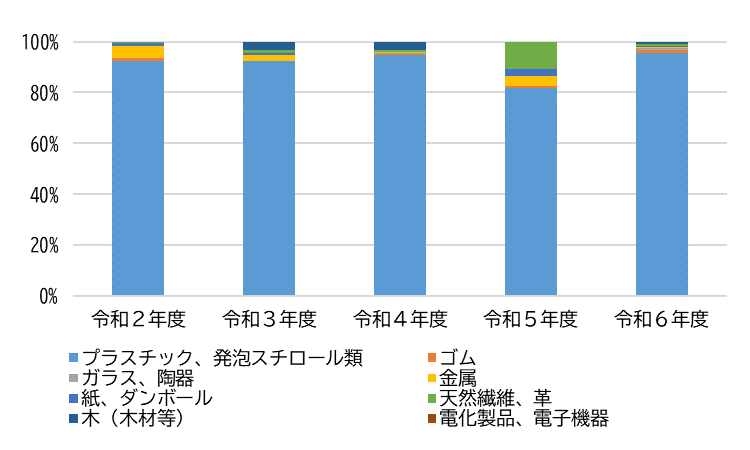 100%
80%
60%
40%
20%
0%
令和２年度 令和３年度 令和４年度 令和５年度 令和６年度
プラスチック、発泡スチロール類 ゴム
ガラス、陶器 金属
紙、ダンボール 天然繊維、革
木（木材等） 電化製品、電子機器